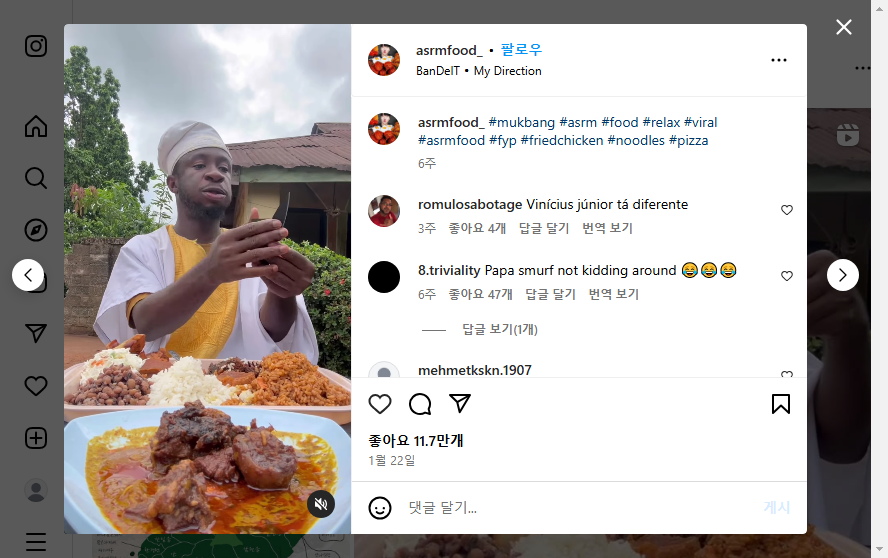 asrmfood_ • 팔로우
BanDelT • My Direction
asrmfood_ #mukbang #asrm #food #relax #viral
#asrmfood #fyp #friedchicken #noodles #pizza
6주
romulosabotage Vinícius júnior tá diferente
3주 좋아요 4개 답글 달기 번역 보기
8.triviality Papa smurf not kidding around 😂😂😂
6주 좋아요 47개 답글 달기 번역 보기
답글 보기(1개)
mehmetkskn.1907
좋아요 11.7만개
1월 22일
댓글 달기...
게시